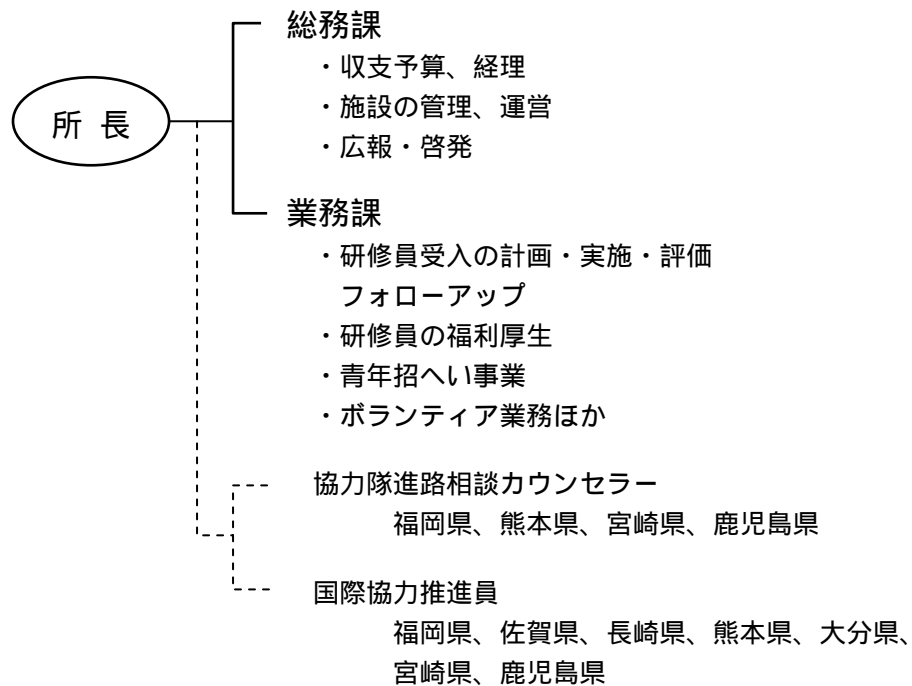 総務課
・収支予算、経理
・施設の管理、運営
・広報・啓発
所 長
業務課
・研修員受入の計画・実施・評価
フォローアップ
・研修員の福利厚生
・青年招へい事業
・ボランティア業務ほか
協力隊進路相談カウンセラー
福岡県、熊本県、宮崎県、鹿児島県
国際協力推進員
福岡県、佐賀県、長崎県、熊本県、大分県、
宮崎県、鹿児島県